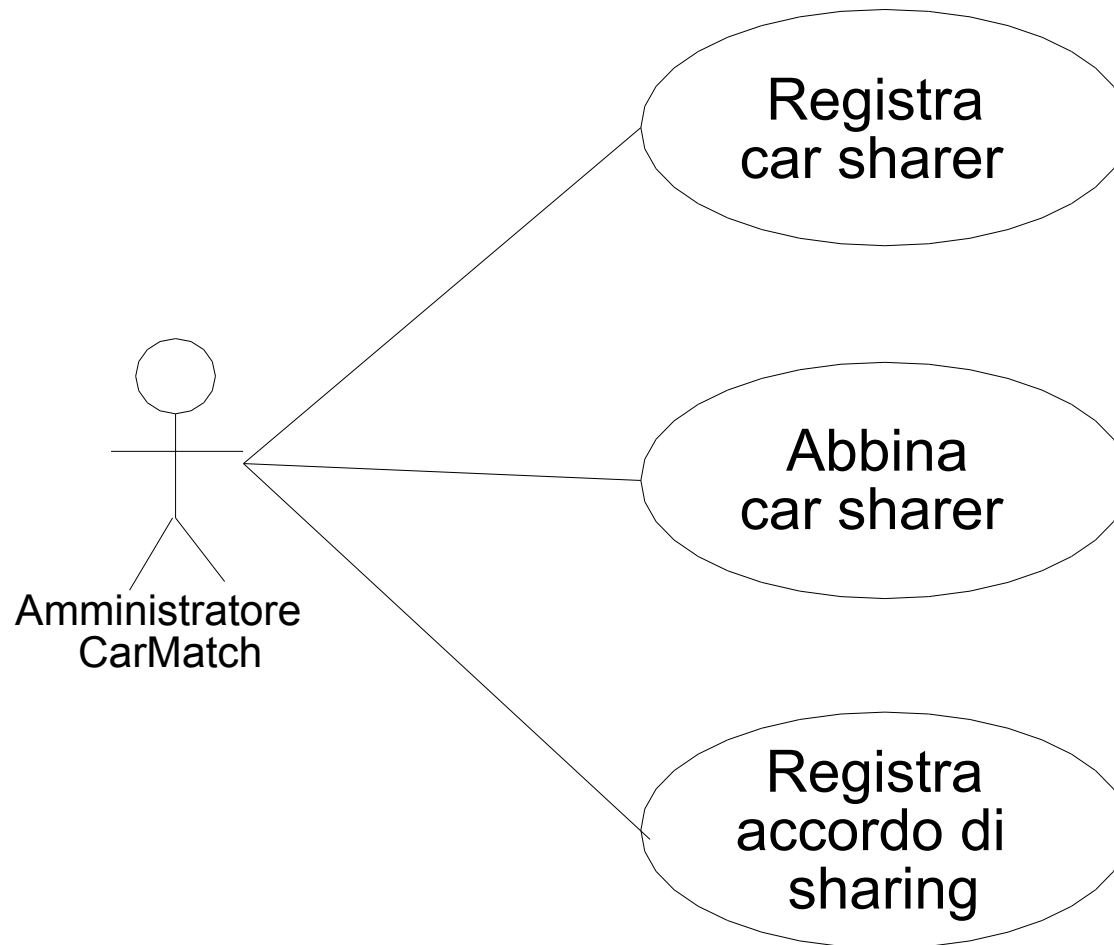 Registra
car sharer
Abbina
car sharer
Amministratore
CarMatch
Registra
accordo di
sharing